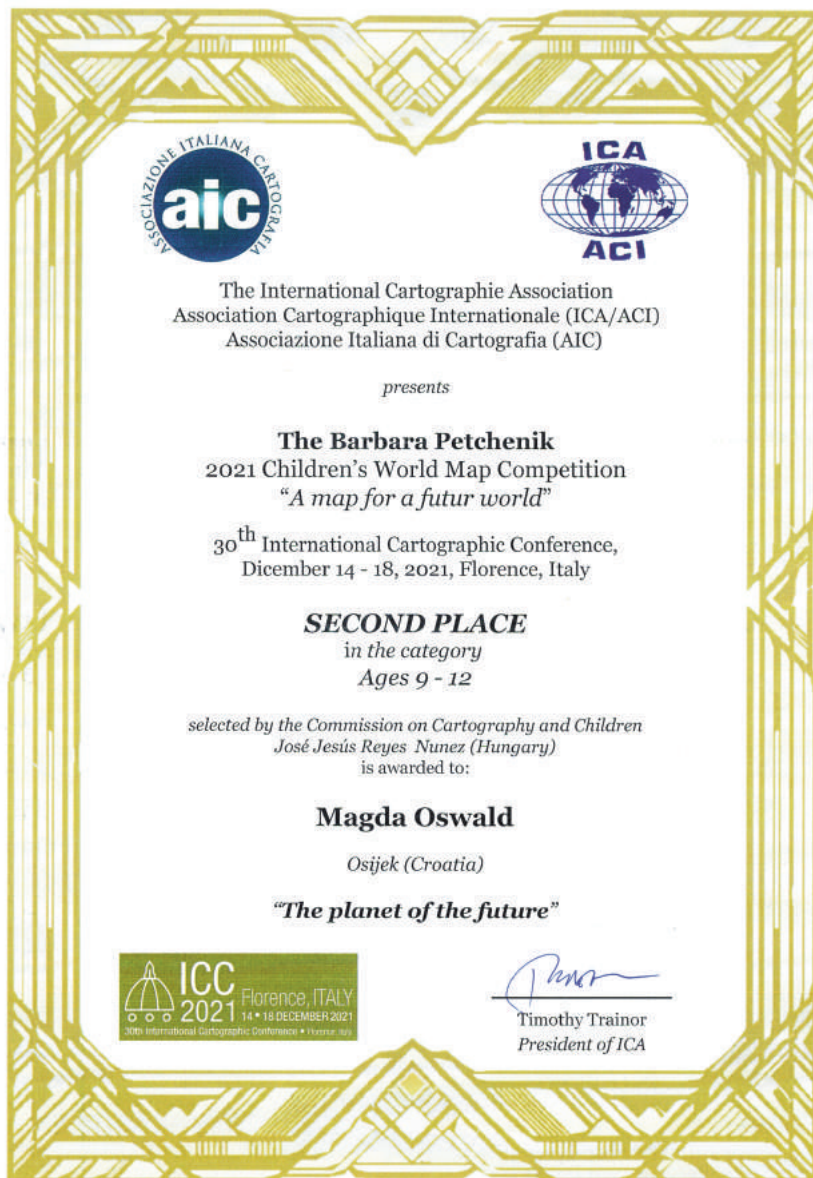 ASSOCIAZIONE ITALIANA CARTOGRAFIA
aic
ICA
ACI
The International Cartographie Association
Association Cartographique Internationale (ICA/ACI)
Associazione Italiana di Cartografia (AIC)
presents
The Barbara Petchenik
2021 Children's World Map Competition
“A map for a futur world”
30th International Cartographic Conference,
Dicember 14 - 18, 2021, Florence, Italy
SECOND PLACE
in the category
Ages 9 - 12
selected by the Commission on Cartography and Children
José Jesús Reyes Nunez (Hungary)
is awarded to:
Magda Oswald
Osijek (Croatia)
“The planet of the future”
ICC
2021 Florence, ITALY
14 • 18 DECEMBER 2021
30th International Cartographic Conference • Florence, Italy
Timothy Trainor
President of ICA